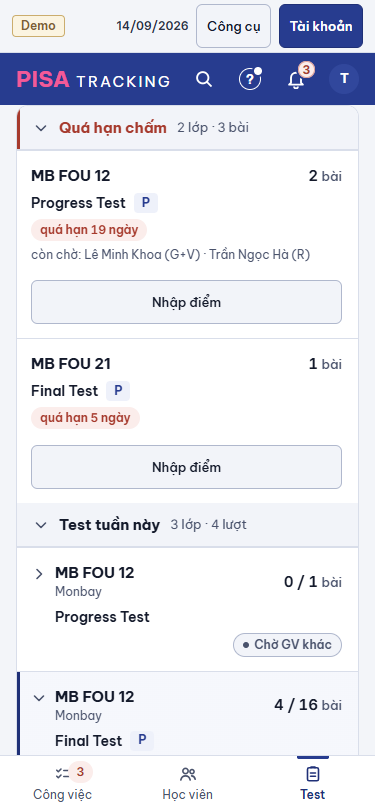 Demo 14/09/2026 Công cụ Tài khoản
PISA TRACKING ? 3 T
Quá hạn chấm 2 lớp · 3 bài
MB FOU 12 2 bài
Progress Test P
quá hạn 19 ngày
còn chờ: Lê Minh Khoa (G+V) · Trần Ngọc Hà (R)
Nhập điểm
MB FOU 21 1 bài
Final Test P
quá hạn 5 ngày
Nhập điểm
Test tuần này 3 lớp · 4 lượt
MB FOU 12 0 / 1 bài
Monbay
Progress Test
Chờ GV khác
MB FOU 12 4 / 16 bài
Monbay
Final Test P
3
Công việc Học viên Test